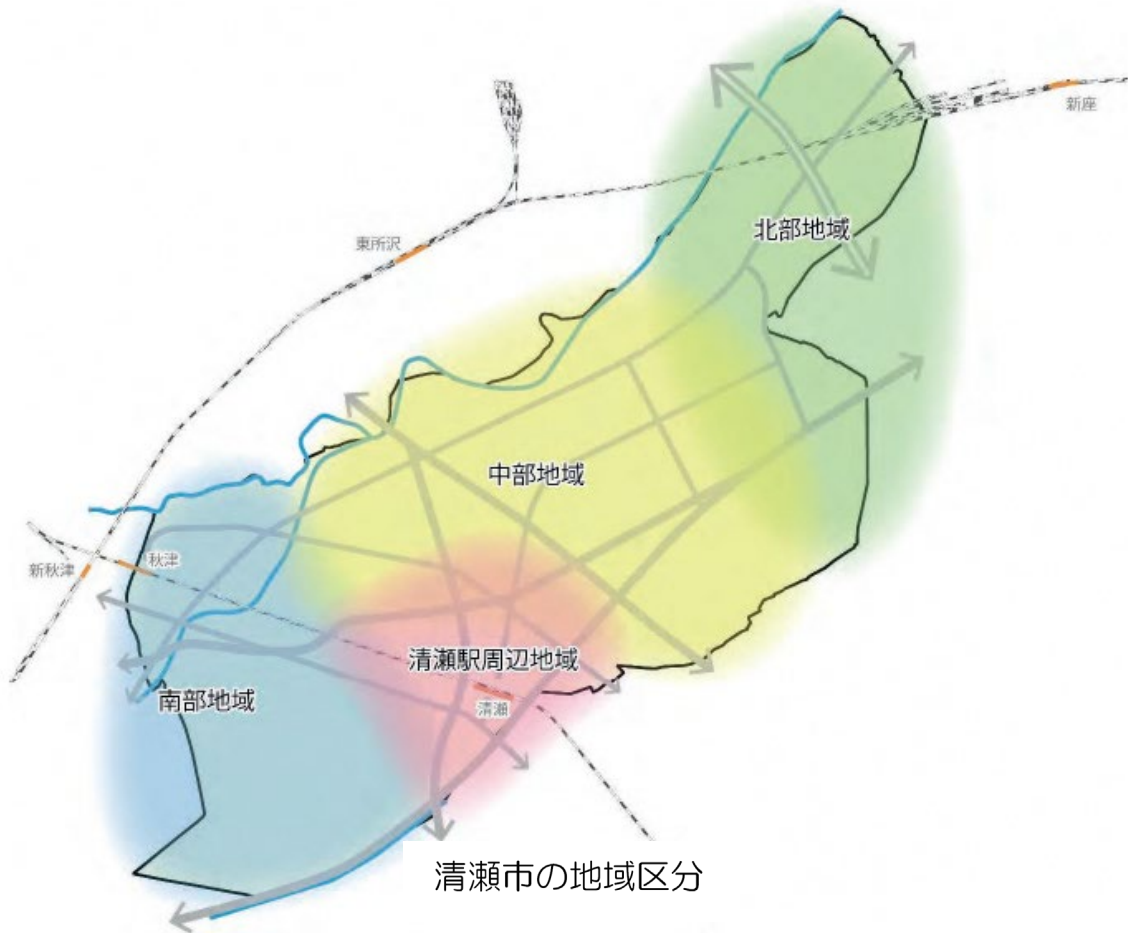 新座
北部地域
東所沢
中部地域
新秋津
秋津
清瀬駅周辺地域
南部地域
清瀬
清瀬市の地域区分